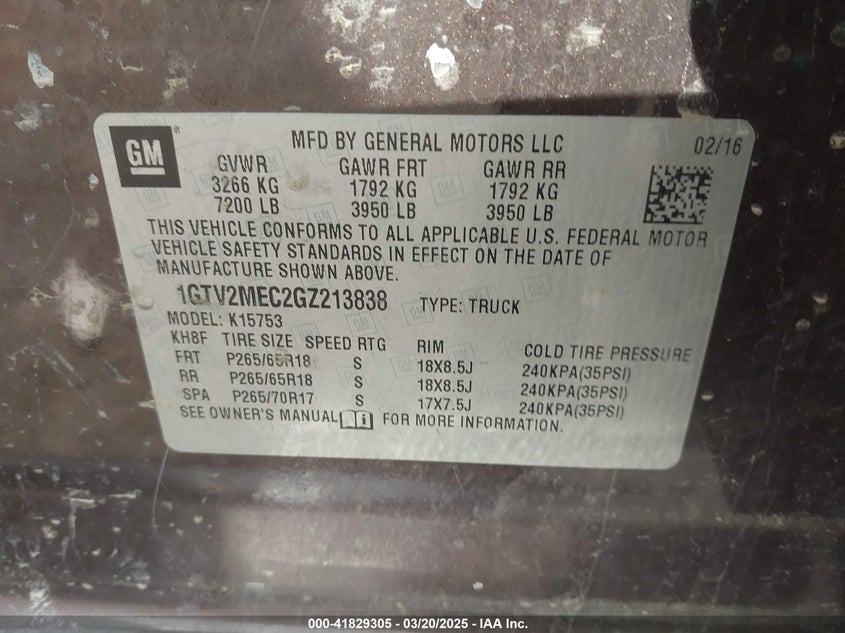 GM
MFD BY GENERAL MOTORS LLC 02/16
GVWR GAWR FRT GAWR RR
3266 KG 1792 KG 1792 KG
7200 LB 3950 LB 3950 LB
THIS VEHICLE CONFORMS TO ALL APPLICABLE U.S. FEDERAL MOTOR
VEHICLE SAFETY STANDARDS IN EFFECT ON THE DATE OF
MANUFACTURE SHOWN ABOVE.
1GTV2MEC2GZ213838 TYPE: TRUCK
MODEL: K15753
KH8F TIRE SIZE SPEED RTG RIM COLD TIRE PRESSURE
FRT P265/65R18 S 18X8.5J 240KPA(35PSI)
RR P265/65R18 S 18X8.5J 240KPA(35PSI)
SPA P265/70R17 S 17X7.5J 240KPA(35PSI)
SEE OWNER'S MANUAL FOR MORE INFORMATION.
000-41829305 - 03/20/2025 - IAA Inc.